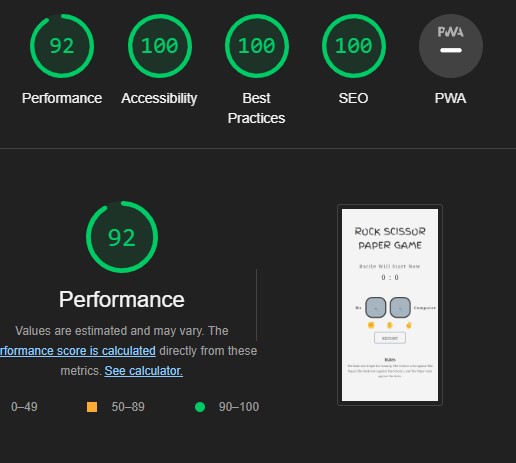 92
100
100
100
PWA
Performance
Accessibility
Best
Practices
SEO
PWA
92
Performance
Values are estimated and may vary. The
rformance score is calculated directly from these
metrics. See calculator.
0–49
50–89
90–100
ROCK SCISSOR
PAPER GAME
Battle Will Start Now
0 : 0
Me
Computer
RESTART
Rules